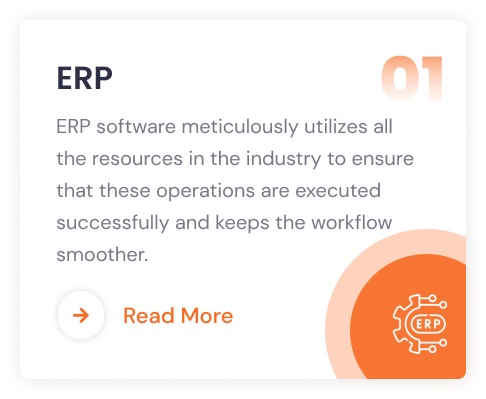 ERP
01
ERP software meticulously utilizes all
the resources in the industry to ensure
that these operations are executed
successfully and keeps the workflow
smoother.
Read More
ERP